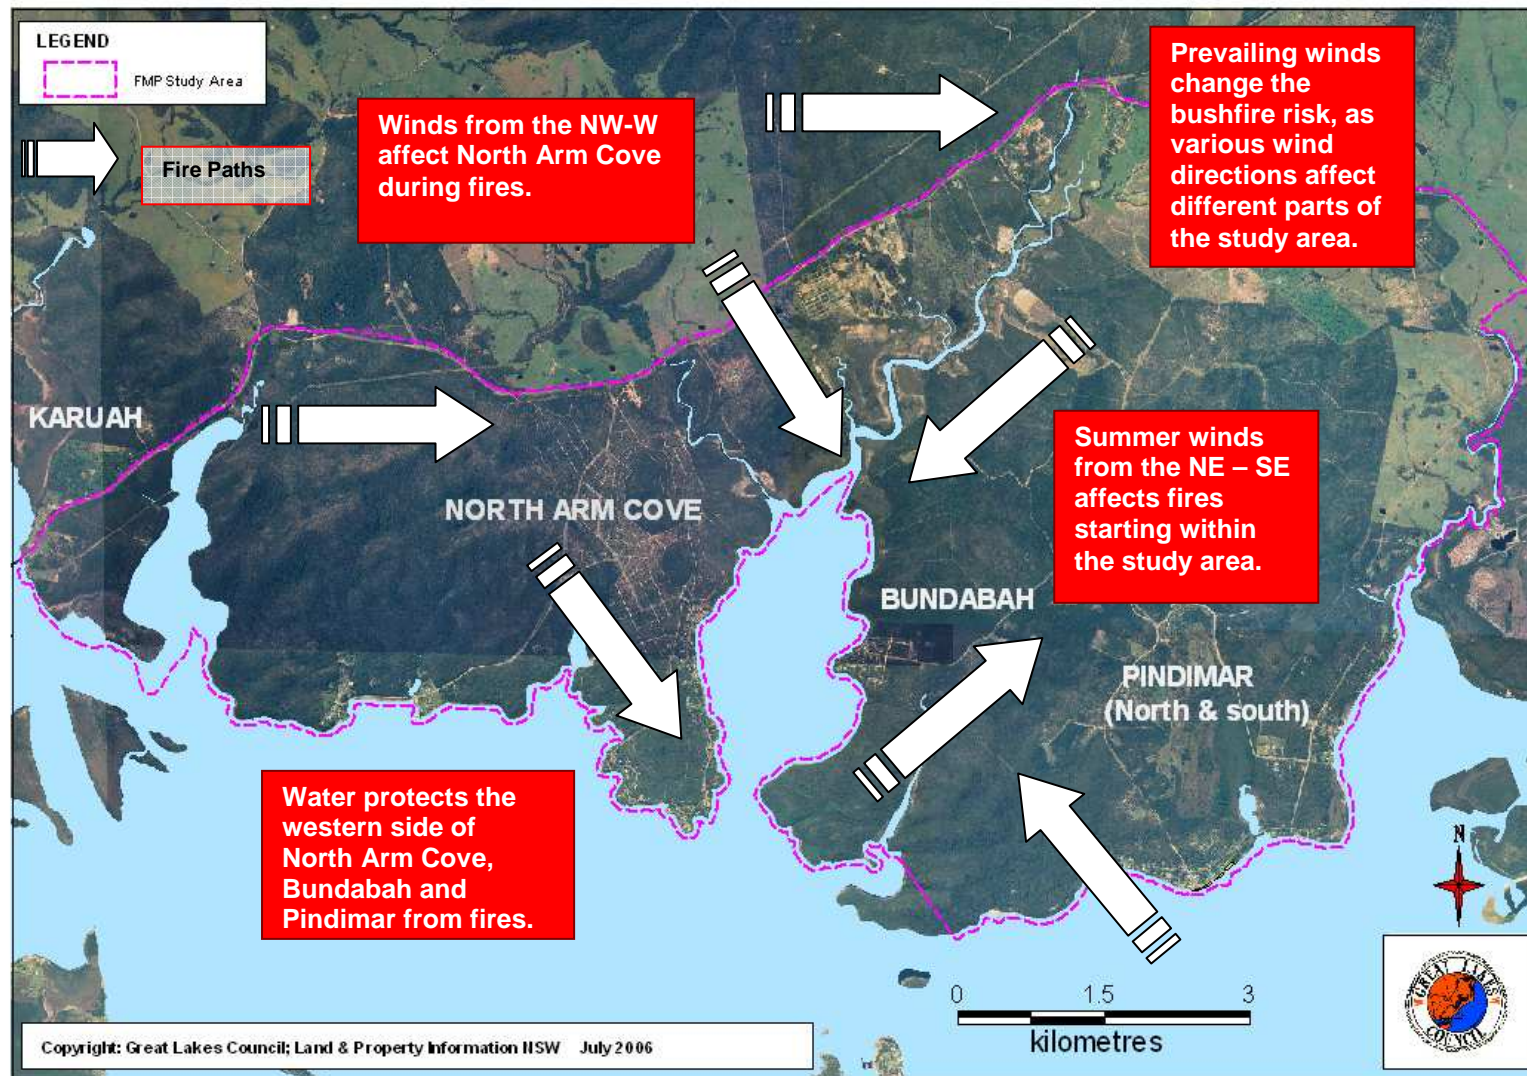 LEGEND
FMP Study Area
Fire Paths
Winds from the NW-W
affect North Arm Cove
during fires.
Prevailing winds
change the
bushfire risk, as
various wind
directions affect
different parts of
the study area.
KARUAH
NORTH ARM COVE
Summer winds
from the NE – SE
affects fires
starting within
the study area.
BUNDABAH
PINDIMAR
(North & south)
Water protects the
western side of
North Arm Cove,
Bundabah and
Pindimar from fires.
N
0 1.5 3
kilometres
GREAT LAKES
COUNCIL
Copyright: Great Lakes Council; Land & Property Information NSW July 2006